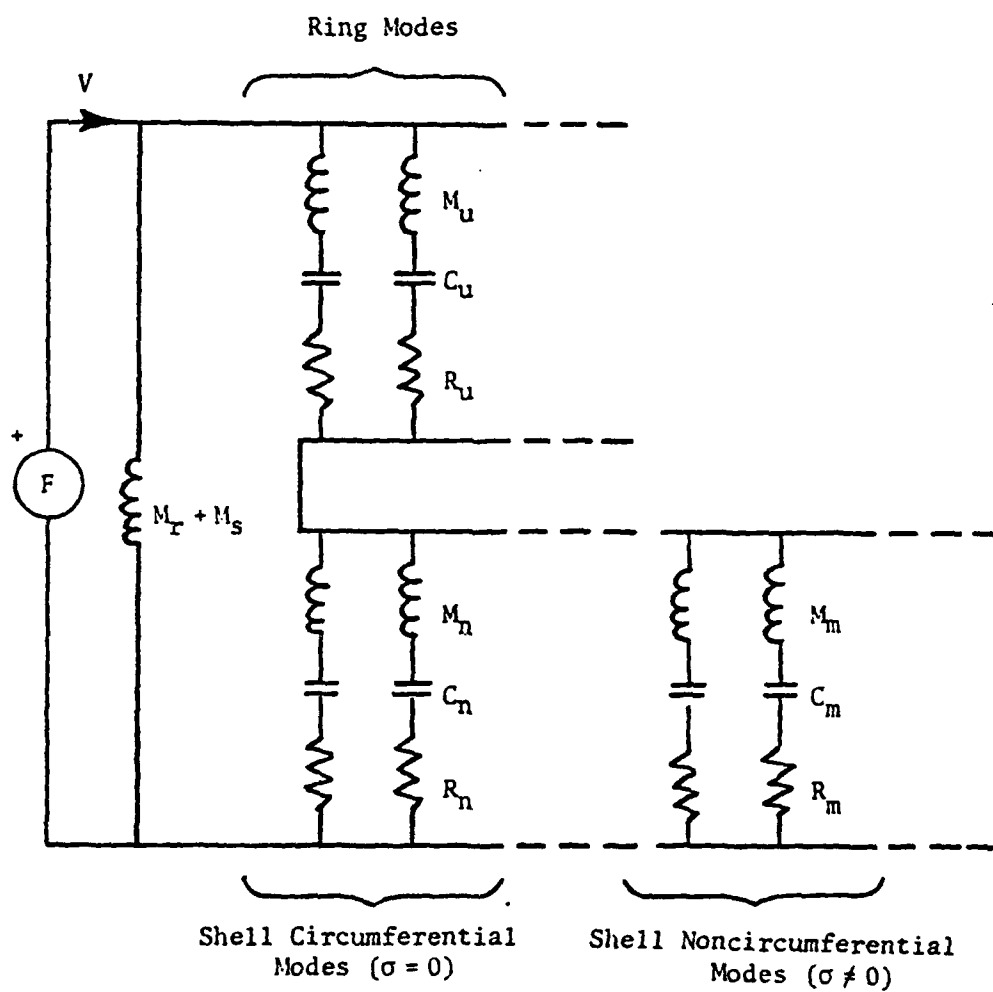 Ring Modes
V
M_u
C_u
R_u
+
F
M_r + M_s
M_n
M_m
C_n
C_m
R_n
R_m
Shell Circumferential
Modes (σ = 0)
Shell Noncircumferential
Modes (σ ≠ 0)